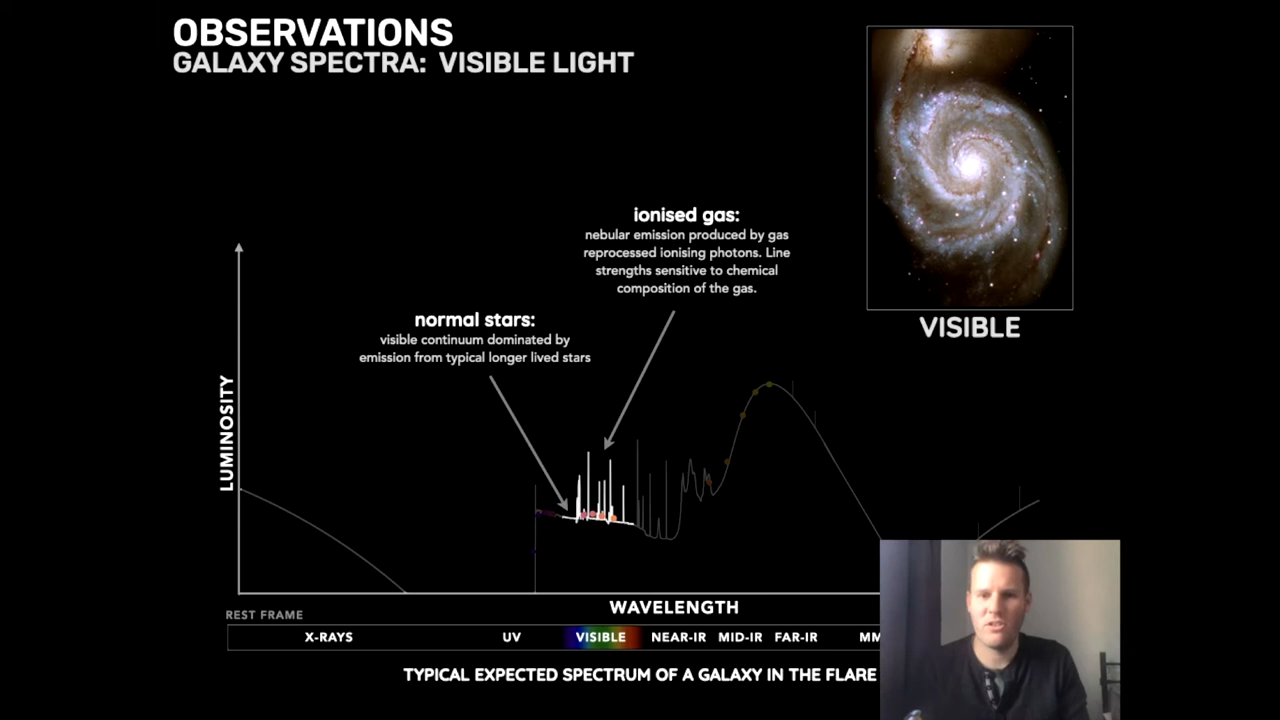 OBSERVATIONS
GALAXY SPECTRA: VISIBLE LIGHT
VISIBLE
ionised gas:
nebular emission produced by gas
reprocessed ionising photons. Line
strengths sensitive to chemical
composition of the gas.
normal stars:
visible continuum dominated by
emission from typical longer lived stars
LUMINOSITY
WAVELENGTH
REST FRAME
X-RAYS UV VISIBLE NEAR-IR MID-IR FAR-IR MM
TYPICAL EXPECTED SPECTRUM OF A GALAXY IN THE FLARE